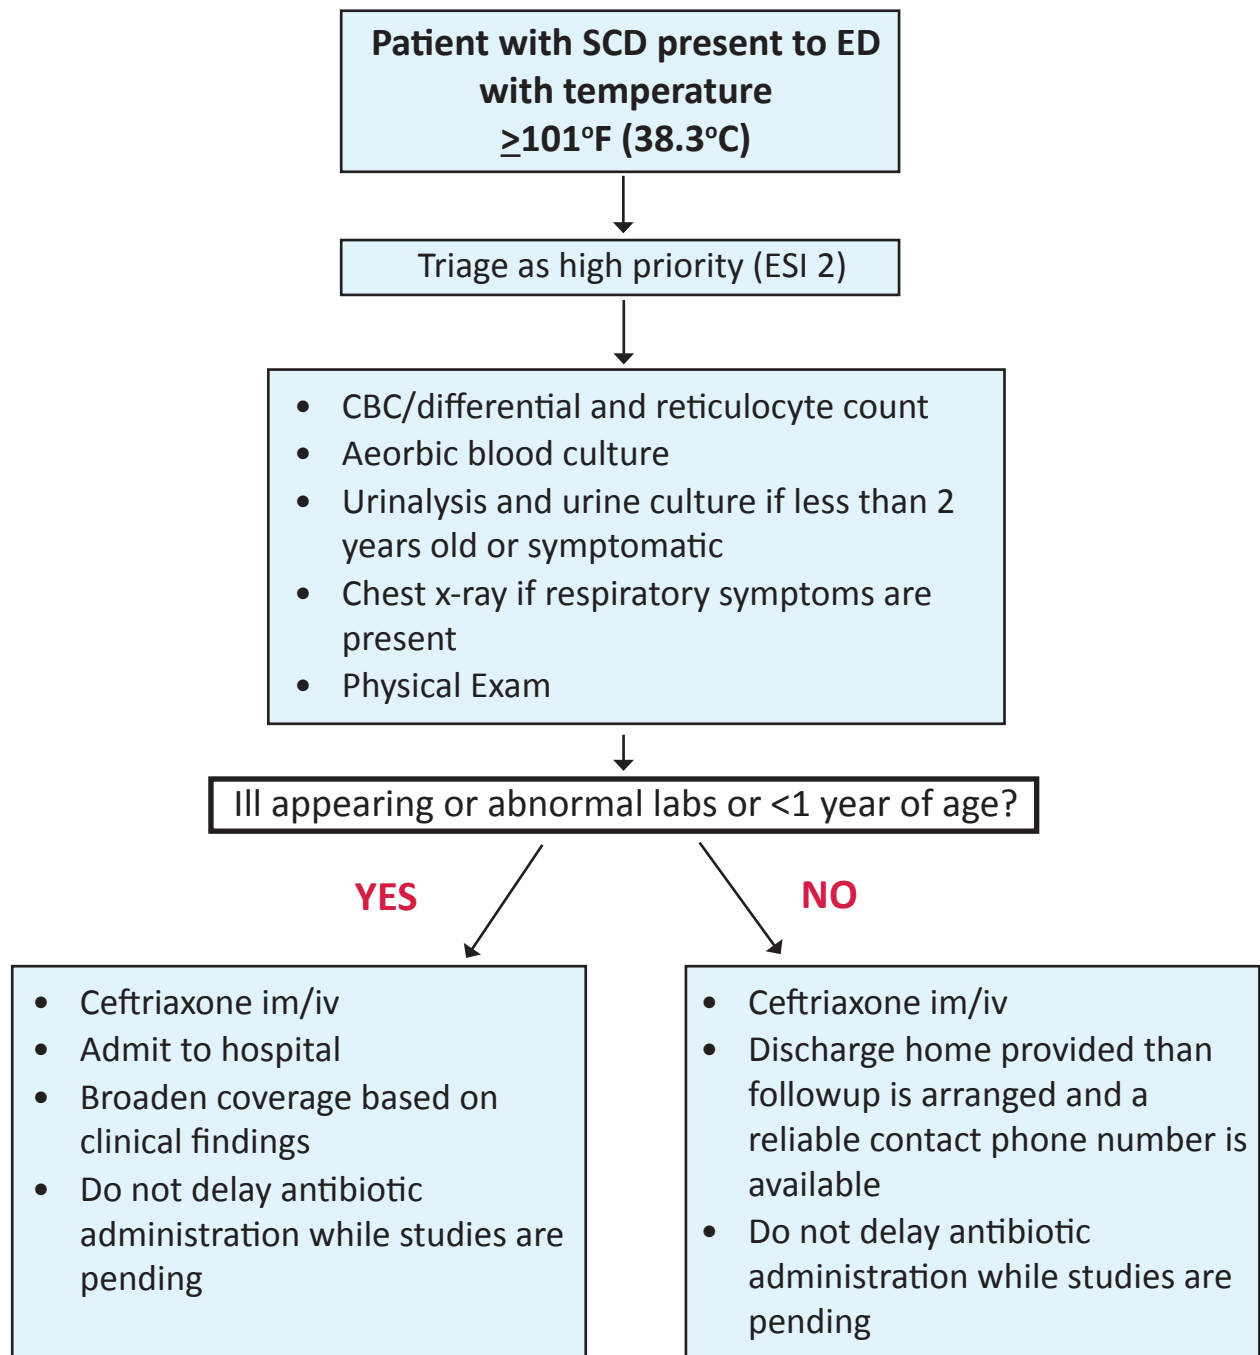 Patient with SCD present to ED
with temperature
≥101°F (38.3°C)
Triage as high priority (ESI 2)
• CBC/differential and reticulocyte count
• Aeorbic blood culture
• Urinalysis and urine culture if less than 2
years old or symptomatic
• Chest x-ray if respiratory symptoms are
present
• Physical Exam
Ill appearing or abnormal labs or <1 year of age?
YES
NO
• Ceftriaxone im/iv
• Admit to hospital
• Broaden coverage based on
clinical findings
• Do not delay antibiotic
administration while studies are
pending
• Ceftriaxone im/iv
• Discharge home provided than
followup is arranged and a
reliable contact phone number is
available
• Do not delay antibiotic
administration while studies are
pending